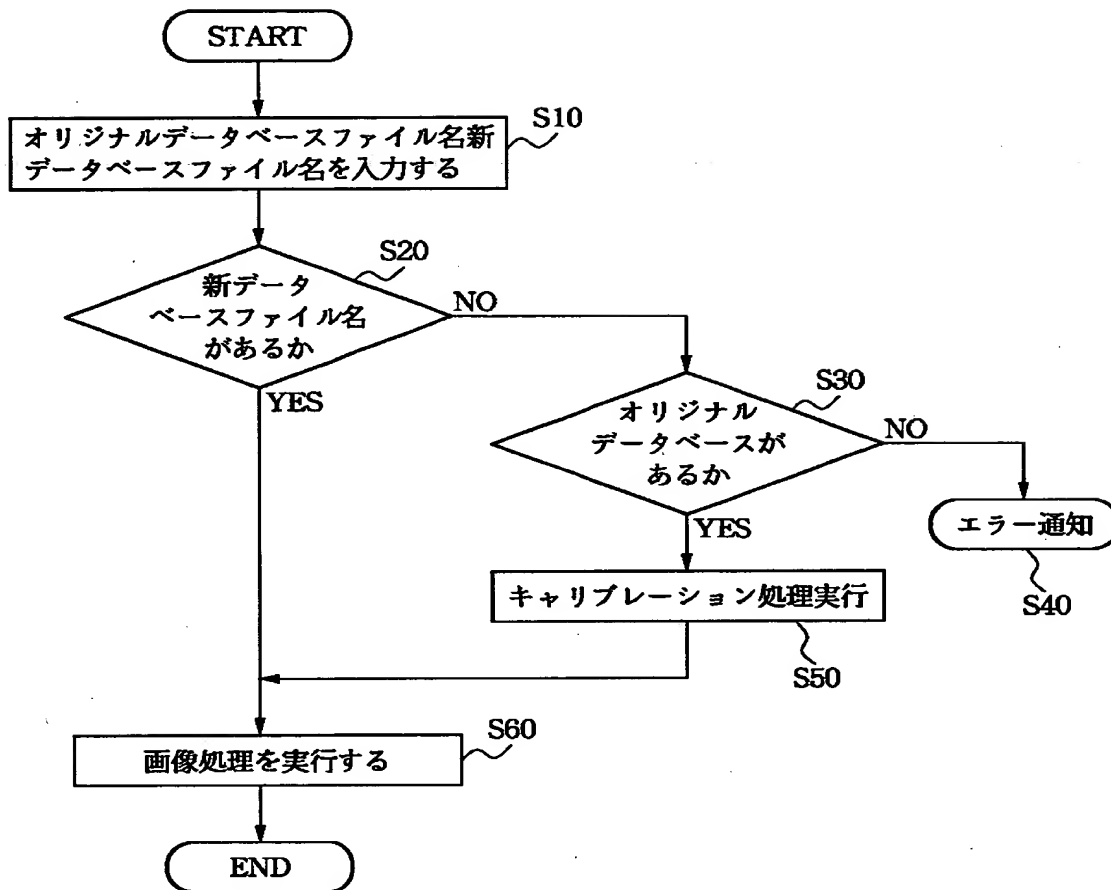 START
オリジナルデータベースファイル名新
データベースファイル名を入力する
S10
新データ
ベースファイル名
があるか
S20
NO
YES
オリジナル
データベースが
あるか
S30
NO
YES
エラー通知
S40
キャリブレーション処理実行
S50
画像処理を実行する
S60
END